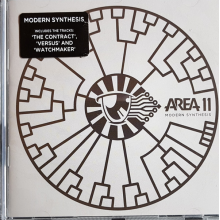 MODERN SYNTHESIS
INCLUDES THE TRACKS:
'THE CONTRACT',
'VERSUS' AND
'WATCHMAKER'
AREA 11
MODERN SYNTHESIS